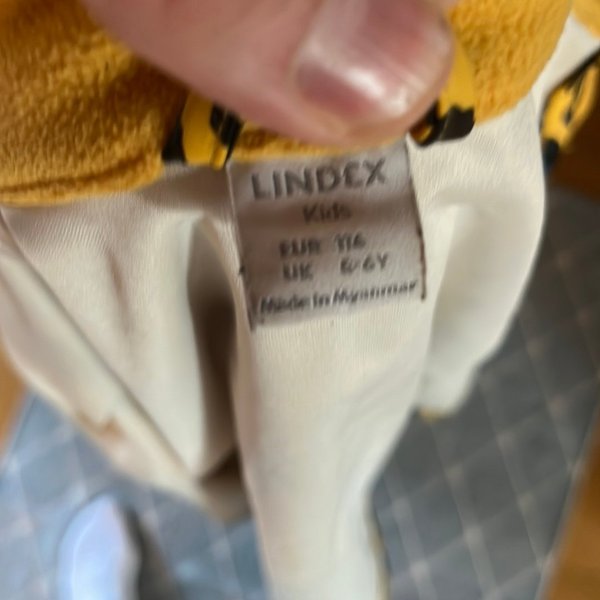 LINDEX
Kids
EUR 116
UK 5-6Y
Made in Myanmar